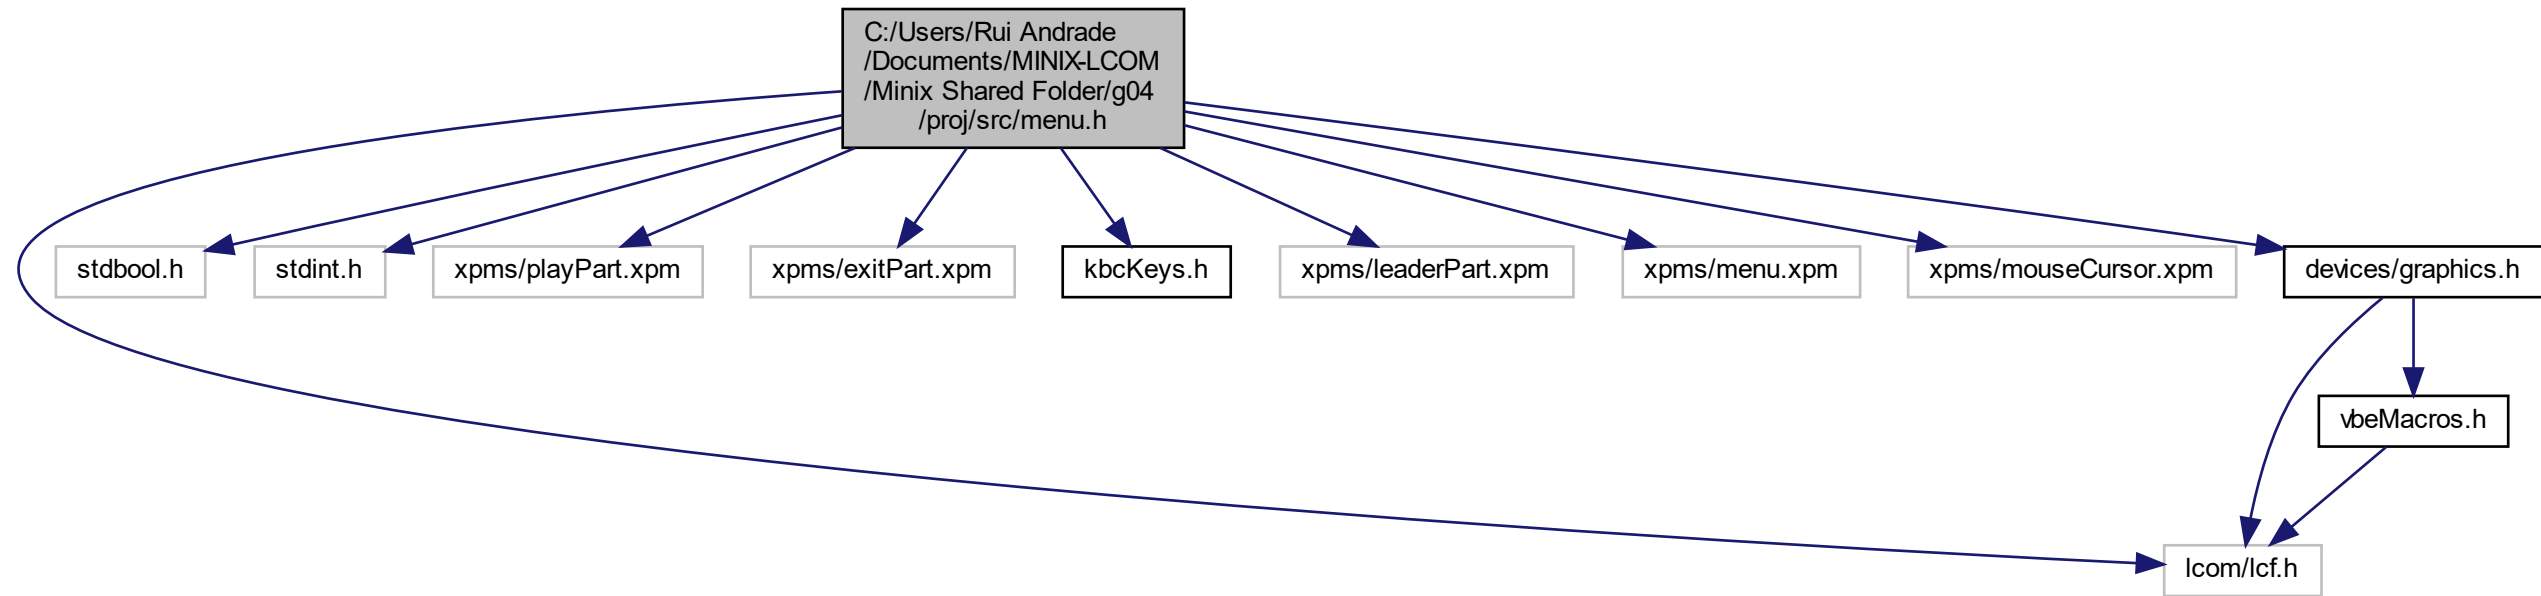 C:/Users/Rui Andrade
/Documents/MINIX-LCOM
/Minix Shared Folder/g04
/proj/src/menu.h
stdbool.h
stdint.h
xpms/playPart.xpm
xpms/exitPart.xpm
kbcKeys.h
xpms/leaderPart.xpm
xpms/menu.xpm
xpms/mouseCursor.xpm
devices/graphics.h
vbeMacros.h
lcom/lcf.h